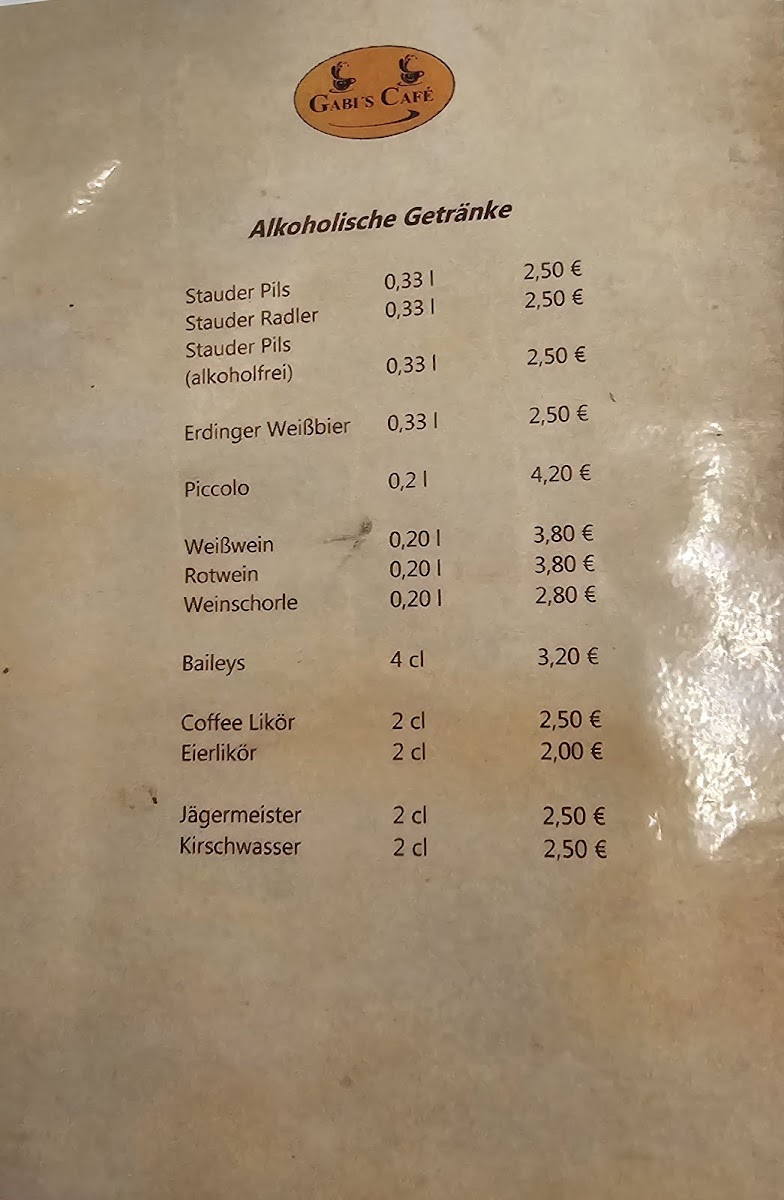 GABI´S CAFÉ
Alkoholische Getränke
Stauder Pils 0,33 l 2,50 €
Stauder Radler 0,33 l 2,50 €
Stauder Pils
(alkoholfrei) 0,33 l 2,50 €
Erdinger Weißbier 0,33 l 2,50 €
Piccolo 0,2 l 4,20 €
Weißwein 0,20 l 3,80 €
Rotwein 0,20 l 3,80 €
Weinschorle 0,20 l 2,80 €
Baileys 4 cl 3,20 €
Coffee Likör 2 cl 2,50 €
Eierlikör 2 cl 2,00 €
Jägermeister 2 cl 2,50 €
Kirschwasser 2 cl 2,50 €